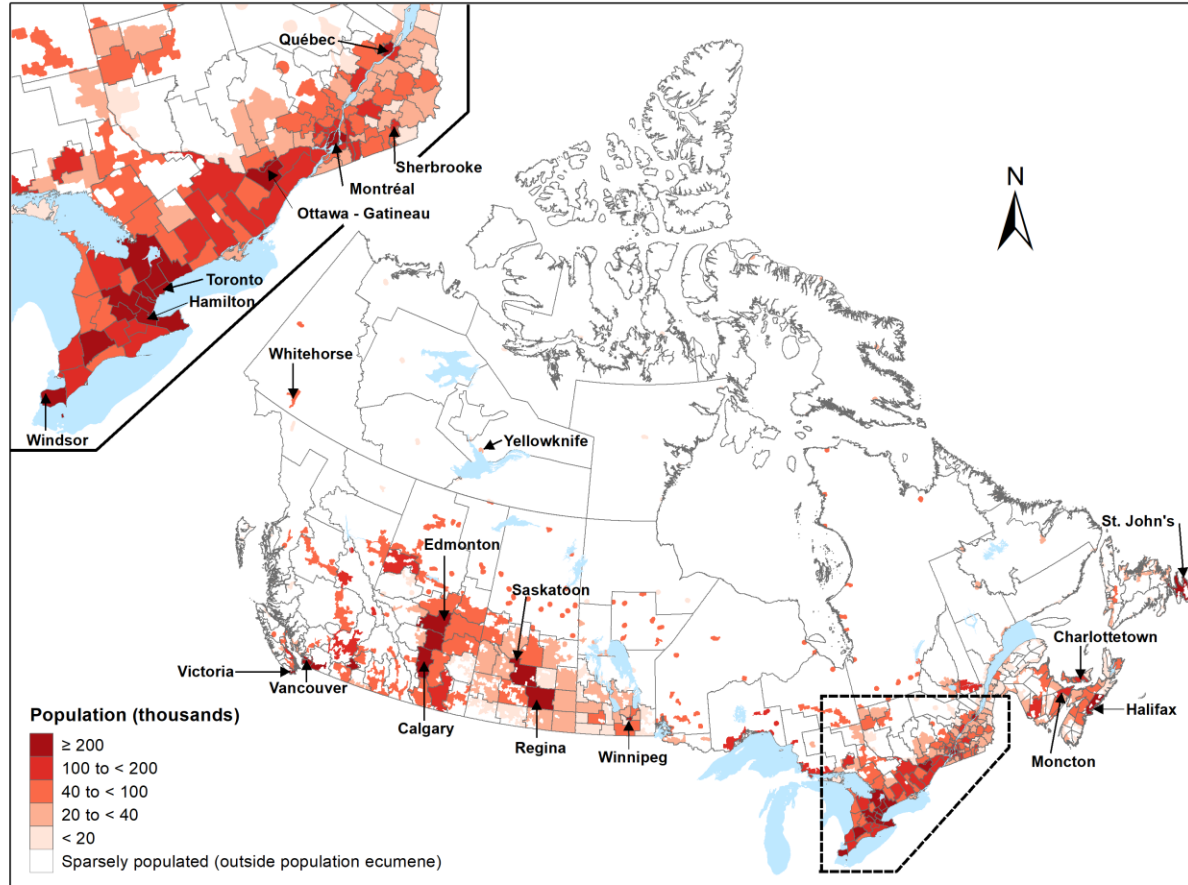 Québec
Sherbrooke
Montréal
Ottawa - Gatineau
Toronto
Hamilton
Windsor
N
Whitehorse
Yellowknife
St. John's
Edmonton
Saskatoon
Charlottetown
Victoria
Vancouver
Calgary
Regina
Winnipeg
Halifax
Moncton
Population (thousands)
≥ 200
100 to < 200
40 to < 100
20 to < 40
< 20
Sparsely populated (outside population ecumene)